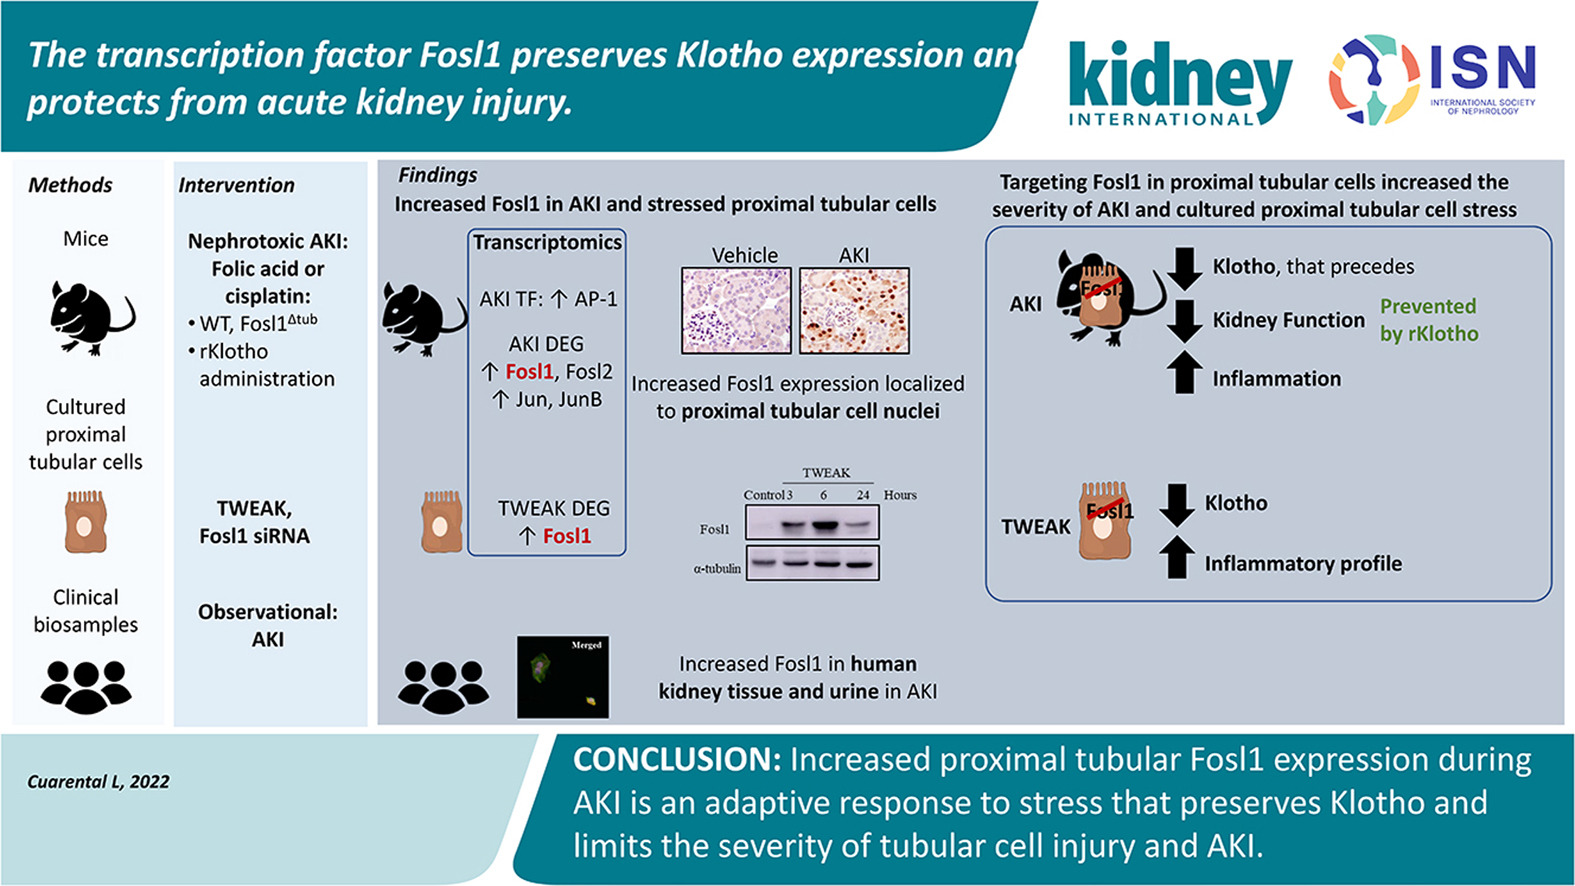 The transcription factor Fosl1 preserves Klotho expression and
protects from acute kidney injury.
kidney
INTERNATIONAL
ISN
INTERNATIONAL SOCIETY
OF NEPHROLOGY
Methods
Mice
Cultured
proximal
tubular cells
Clinical
biosamples
Intervention
Nephrotoxic AKI:
Folic acid or
cisplatin:
• WT, Fosl1Δtub
• rKlotho
administration
TWEAK,
Fosl1 siRNA
Observational:
AKI
Findings
Increased Fosl1 in AKI and stressed proximal tubular cells
Transcriptomics
AKI TF: ↑ AP-1
AKI DEG
↑ Fosl1, Fosl2
↑ Jun, JunB
TWEAK DEG
↑ Fosl1
Vehicle
AKI
Increased Fosl1 expression localized
to proximal tubular cell nuclei
TWEAK
Control 3 6 24 Hours
Fosl1
α-tubulin
Merged
Increased Fosl1 in human
kidney tissue and urine in AKI
Targeting Fosl1 in proximal tubular cells increased the
severity of AKI and cultured proximal tubular cell stress
AKI
Fosl1
Klotho, that precedes
Kidney Function
Inflammation
Prevented
by rKlotho
TWEAK
Fosl1
Klotho
Inflammatory profile
Cuarental L, 2022
CONCLUSION: Increased proximal tubular Fosl1 expression during
AKI is an adaptive response to stress that preserves Klotho and
limits the severity of tubular cell injury and AKI.